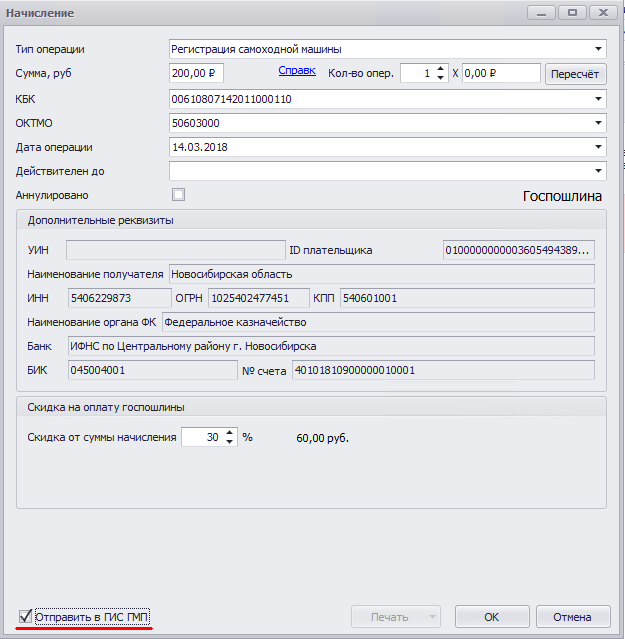 Начисление
Тип операции Регистрация самоходной машины
Сумма, руб 200,00 ₽ Справк Кол-во опер. 1 X 0,00 ₽ Пересчёт
КБК 00610807142011000110
ОКТМО 50603000
Дата операции 14.03.2018
Действителен до
Аннулировано Госпошлина
Дополнительные реквизиты
УИН ID плательщика 0100000000003605494389...
Наименование получателя Новосибирская область
ИНН 5406229873 ОГРН 1025402477451 КПП 540601001
Наименование органа ФК Федеральное казначейство
Банк ИФНС по Центральному району г. Новосибирска
БИК 045004001 № счета 40101810900000010001
Скидка на оплату госпошлины
Скидка от суммы начисления 30 % 60,00 руб.
Отправить в ГИС ГМП Печать ОК Отмена